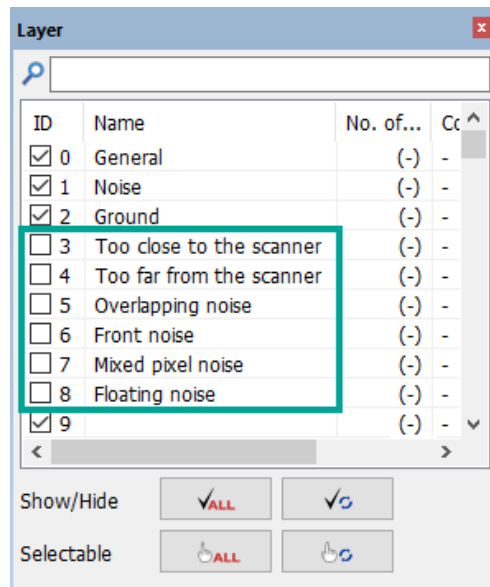 Layer
ID Name No. of... Cc
0 General (-) -
1 Noise (-) -
2 Ground (-) -
3 Too close to the scanner (-) -
4 Too far from the scanner (-) -
5 Overlapping noise (-) -
6 Front noise (-) -
7 Mixed pixel noise (-) -
8 Floating noise (-) -
9 (-) -
Show/Hide ALL
Selectable ALL